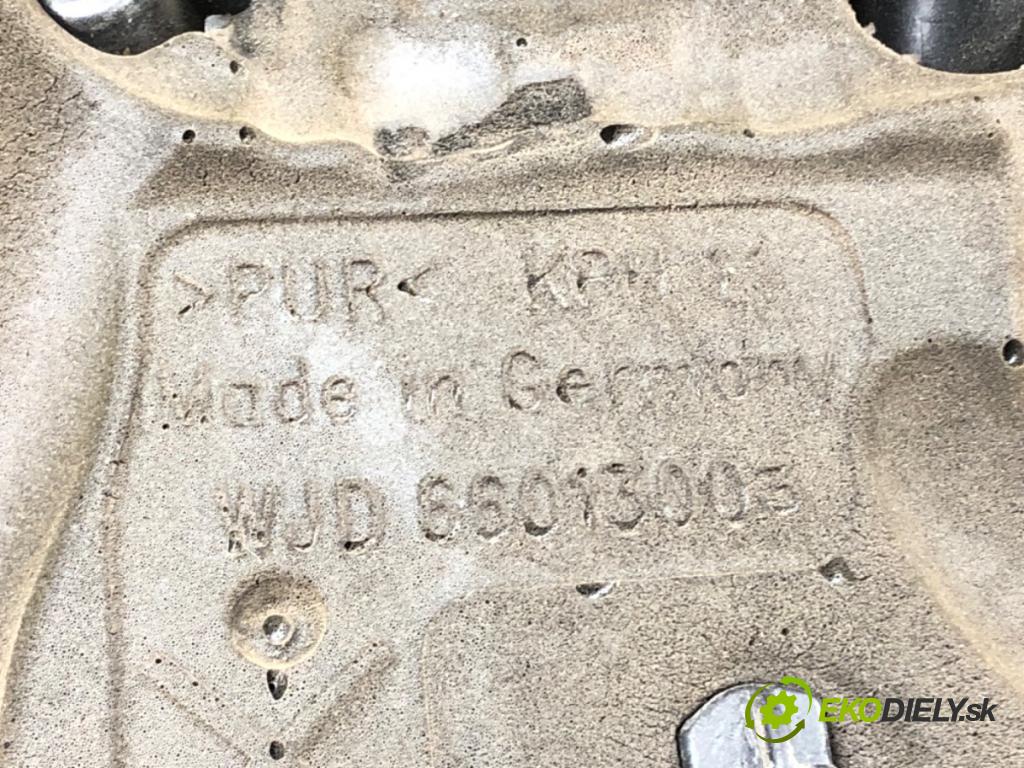 >PUR<
Made in Germany
WJD 66013003
EKODIELY.sk